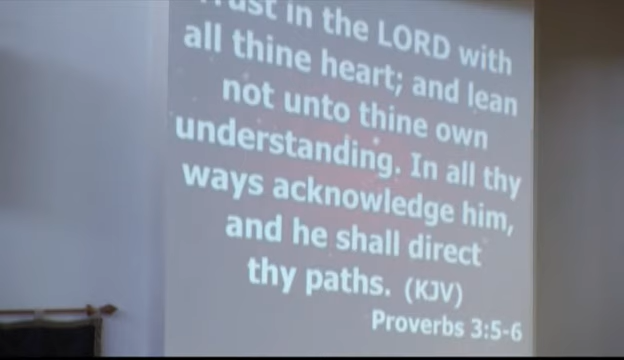 Trust in the LORD with
all thine heart; and lean
not unto thine own
understanding. In all thy
ways acknowledge him,
and he shall direct
thy paths. (KJV)
Proverbs 3:5-6